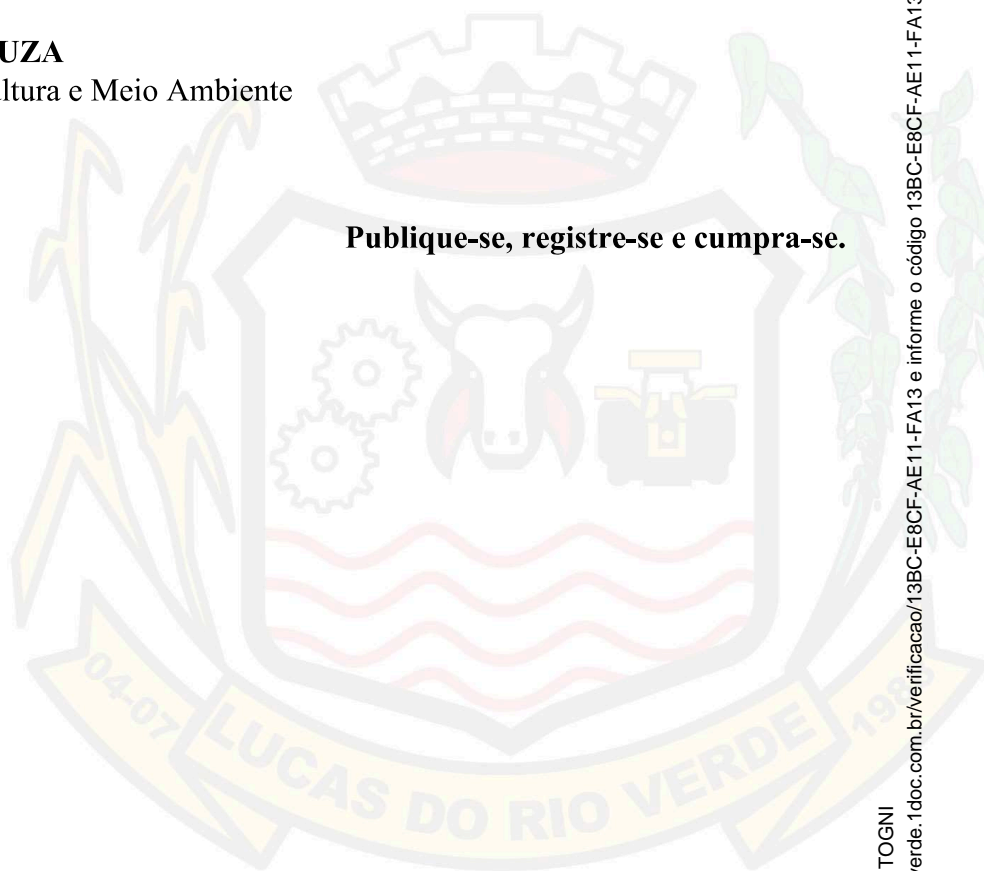 UZA
ltura e Meio Ambiente
Publique-se, registre-se e cumpra-se.
04-07
LUCAS DO RIO VERDE
1988
TOGNI
verde.1doc.com.br/verificacao/13BC-E8CF-AE11-FA13 e informe o código 13BC-E8CF-AE11-FA13